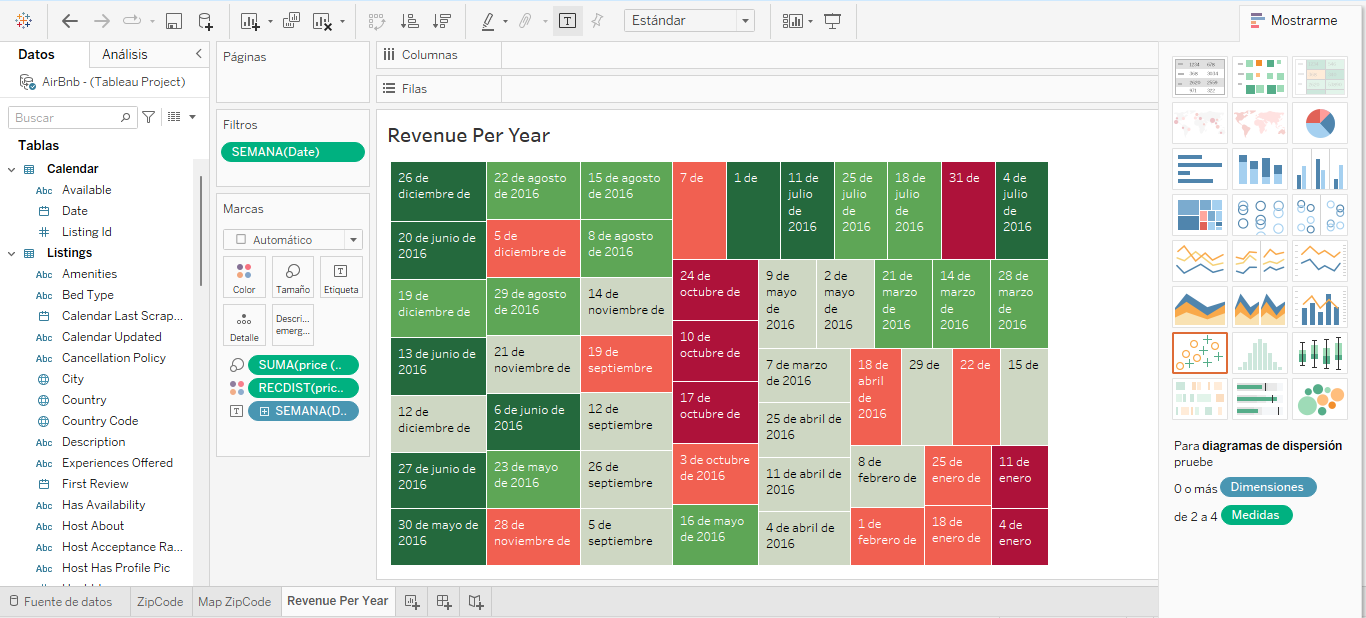 Estándar
Mostrarme
Datos
Análisis
AirBnb - (Tableau Project)
Buscar
Tablas
Calendar
Abc Available
Date
# Listing Id
Listings
Abc Amenities
Abc Bed Type
Calendar Last Scrap...
Abc Calendar Updated
Abc Cancellation Policy
City
Country
Country Code
Abc Description
Abc Experiences Offered
First Review
Abc Has Availability
Abc Host About
Abc Host Acceptance Ra...
Abc Host Has Profile Pic
Páginas
Filtros
SEMANA(Date)
Marcas
Automático
Color
Tamaño
T
Etiqueta
Detalle
Descri...
emerg...
SUMA(price (..
RECDIST(pric..
T
SEMANA(D..
Columnas
Filas
Revenue Per Year
26 de
diciembre de
20 de junio de
2016
19 de
diciembre de
13 de junio de
2016
12 de
diciembre de
27 de junio de
2016
30 de mayo de
2016
22 de agosto
de 2016
5 de
diciembre de
29 de agosto
de 2016
21 de
noviembre de
6 de junio de
2016
23 de mayo
de 2016
28 de
noviembre de
15 de agosto
de 2016
8 de agosto
de 2016
14 de
noviembre de
19 de
septiembre
12 de
septiembre
26 de
septiembre
5 de
septiembre
7 de
1 de
11 de
julio
de
2016
25 de
julio
de
2016
18 de
julio
de
2016
31 de
4 de
julio
de
2016
24 de
octubre de
10 de
octubre de
17 de
octubre de
3 de octubre
de 2016
16 de mayo
de 2016
9 de
mayo
de
2016
2 de
mayo
de
2016
21 de
marzo
de
2016
14 de
marzo
de
2016
28 de
marzo
de
2016
7 de marzo
de 2016
25 de abril de
2016
11 de abril de
2016
4 de abril de
2016
18 de
abril
de
2016
29 de
22 de
15 de
8 de
febrero de
1 de
febrero de
25 de
enero de
18 de
enero de
11 de
enero
4 de
enero
Para diagramas de dispersión
pruebe
0 o más Dimensiones
de 2 a 4 Medidas
Fuente de datos
ZipCode
Map ZipCode
Revenue Per Year